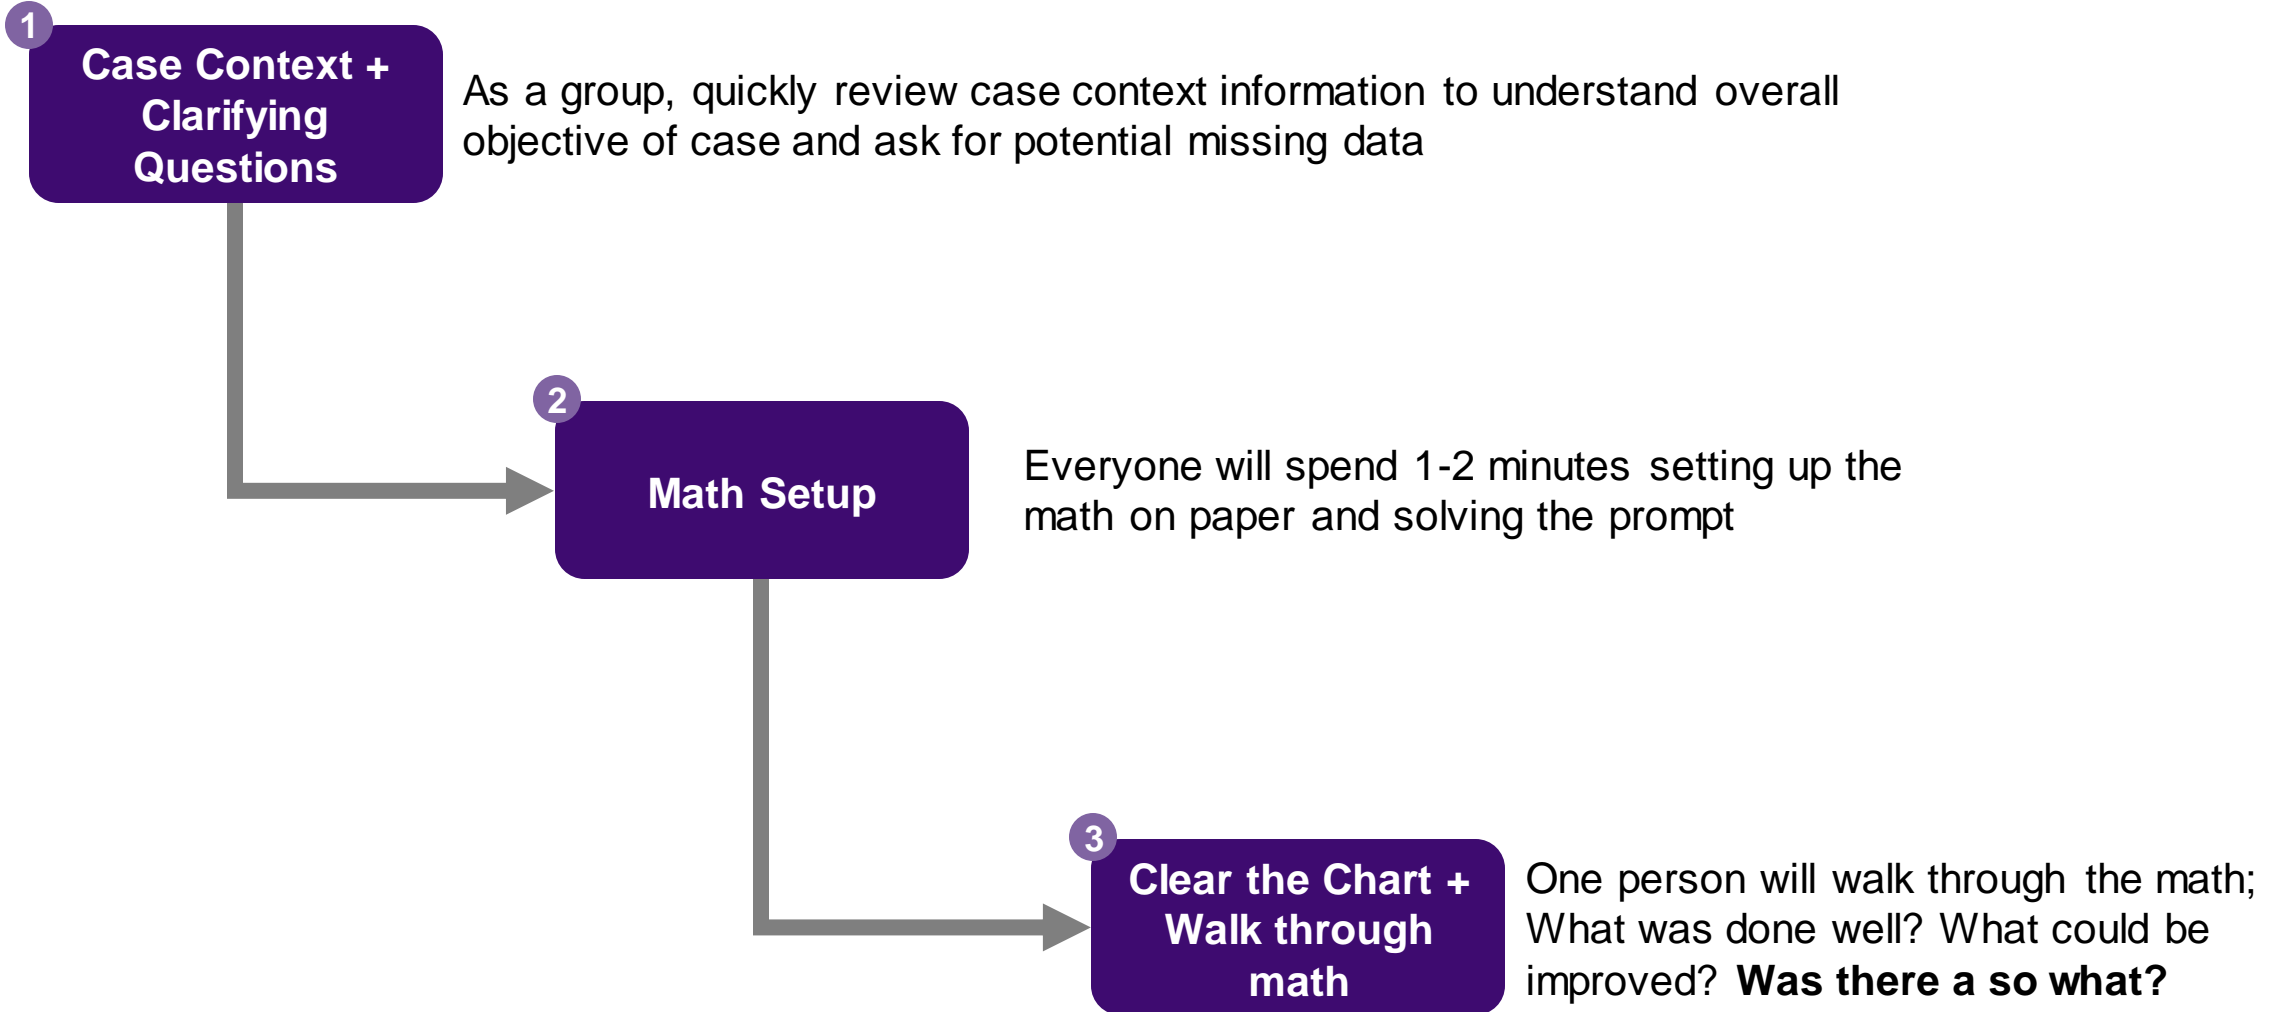 1
Case Context +
Clarifying
Questions
As a group, quickly review case context information to understand overall
objective of case and ask for potential missing data
2
Math Setup
Everyone will spend 1-2 minutes setting up the
math on paper and solving the prompt
3
Clear the Chart +
Walk through
math
One person will walk through the math;
What was done well? What could be
improved? Was there a so what?